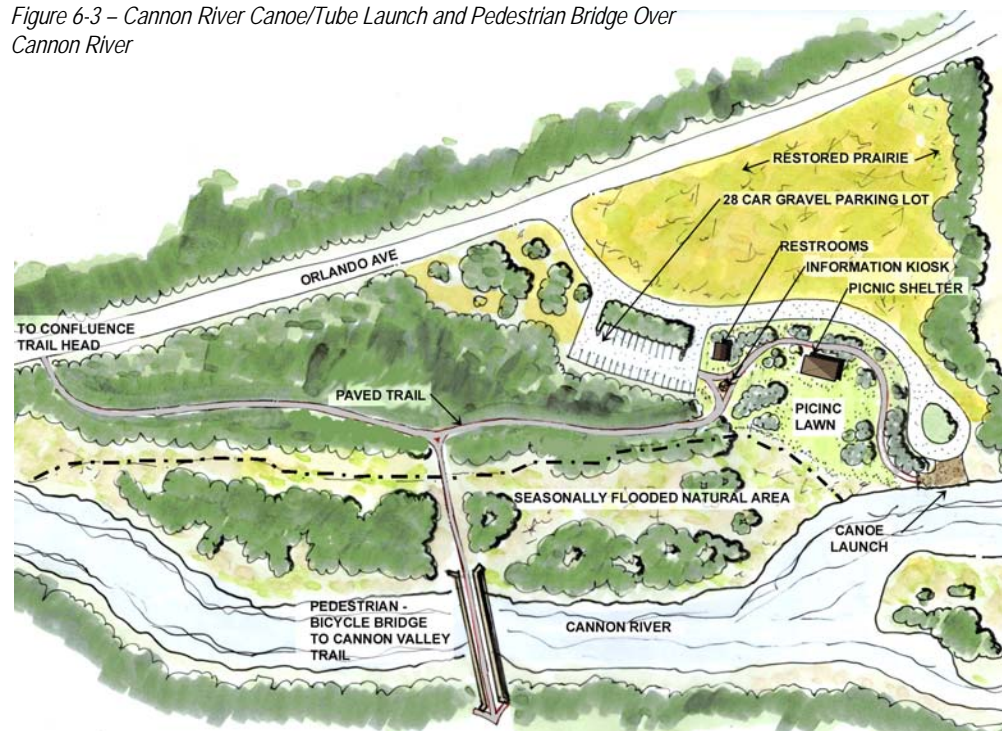 Figure 6-3 – Cannon River Canoe/Tube Launch and Pedestrian Bridge Over
Cannon River
RESTORED PRAIRIE
28 CAR GRAVEL PARKING LOT
RESTROOMS
INFORMATION KIOSK
PICNIC SHELTER
ORLANDO AVE
TO CONFLUENCE
TRAIL HEAD
PAVED TRAIL
PICINC
LAWN
SEASONALLY FLOODED NATURAL AREA
CANOE
LAUNCH
PEDESTRIAN -
BICYCLE BRIDGE
TO CANNON VALLEY
TRAIL
CANNON RIVER